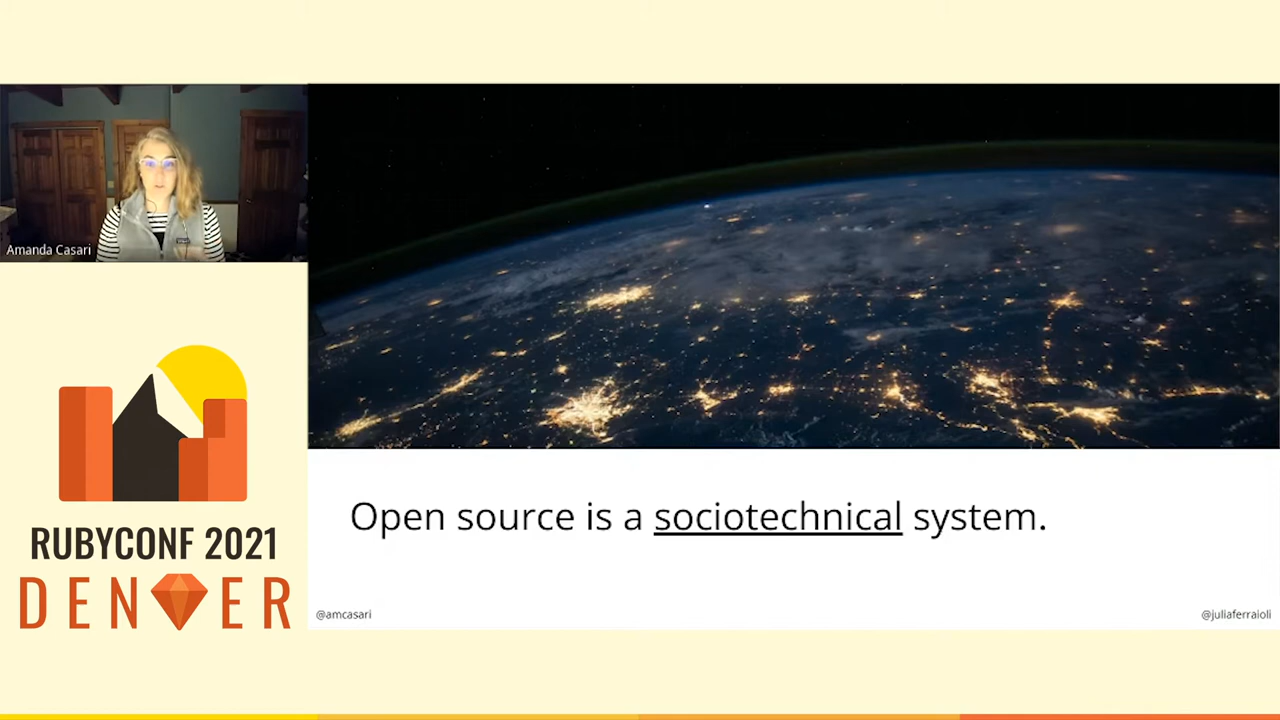 Amanda Casari
RUBYCONF 2021
DENVER
Open source is a sociotechnical system.
@amcasari
@juliaferraioli